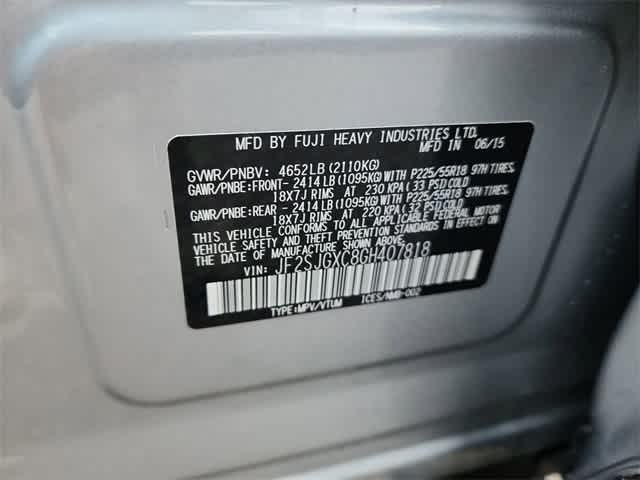 MFD BY FUJI HEAVY INDUSTRIES LTD.
MFD IN 06/15
GVWR/PNBV: 4652LB (2110KG)
GAWR/PNBE:FRONT- 2414LB(1095KG) WITH P225/55R18 97H TIRES,
18X7J RIMS AT 230 KPA( 33 PSI)COLD
GAWR/PNBE:REAR - 2414LB(1095KG) WITH P225/55R18 97H TIRES,
18X7J RIMS AT 220 KPA( 32 PSI)COLD
THIS VEHICLE CONFORMS TO ALL APPLICABLE FEDERAL MOTOR
VEHICLE SAFETY AND THEFT PREVENTION STANDARDS IN EFFECT ON
THE DATE OF MANUFACTURE SHOWN ABOVE.
VIN: JF2SJGXC8GH407818
TYPE:MPV/VTUM ICES/NMB-002